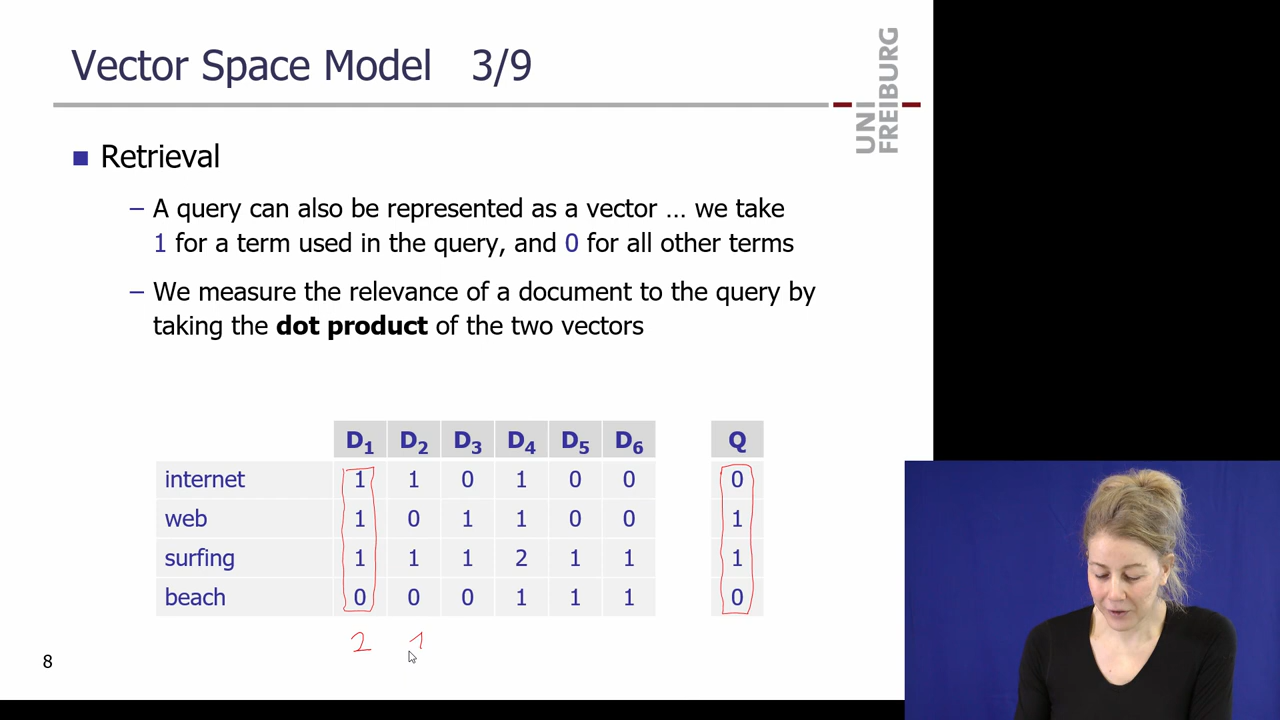 Vector Space Model 3/9
UNI
FREIBURG
■ Retrieval
– A query can also be represented as a vector … we take
1 for a term used in the query, and 0 for all other terms
– We measure the relevance of a document to the query by
taking the dot product of the two vectors
D1 D2 D3 D4 D5 D6 Q
internet 1 1 0 1 0 0 0
web 1 0 1 1 0 0 1
surfing 1 1 1 2 1 1 1
beach 0 0 0 1 1 1 0
2 1
8